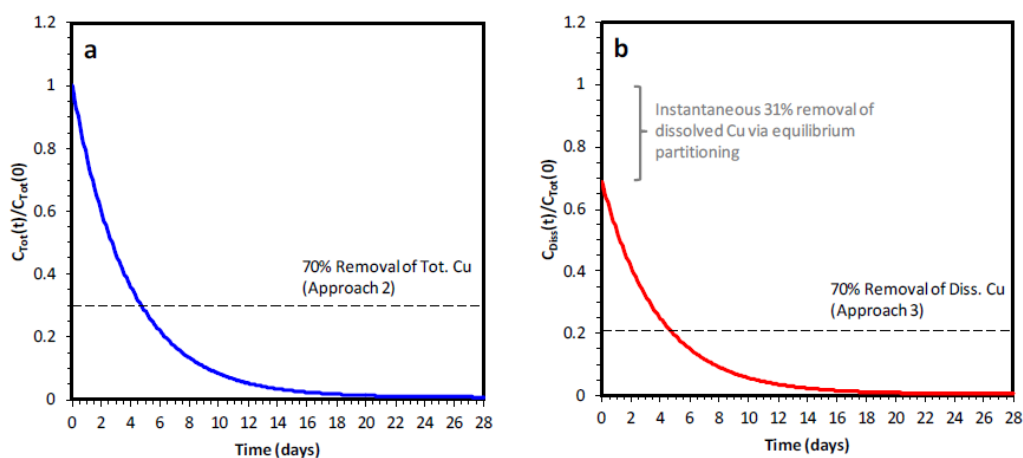 a
1.2
1
0.8
0.6
0.4
0.2
0
C_Tot(t)/C_Tot(0)
70% Removal of Tot. Cu
(Approach 2)
0 2 4 6 8 10 12 14 16 18 20 22 24 26 28
Time (days)
b
1.2
1
0.8
0.6
0.4
0.2
0
C_Diss(t)/C_Tot(0)
Instantaneous 31% removal of
dissolved Cu via equilibrium
partitioning
70% Removal of Diss. Cu
(Approach 3)
0 2 4 6 8 10 12 14 16 18 20 22 24 26 28
Time (days)